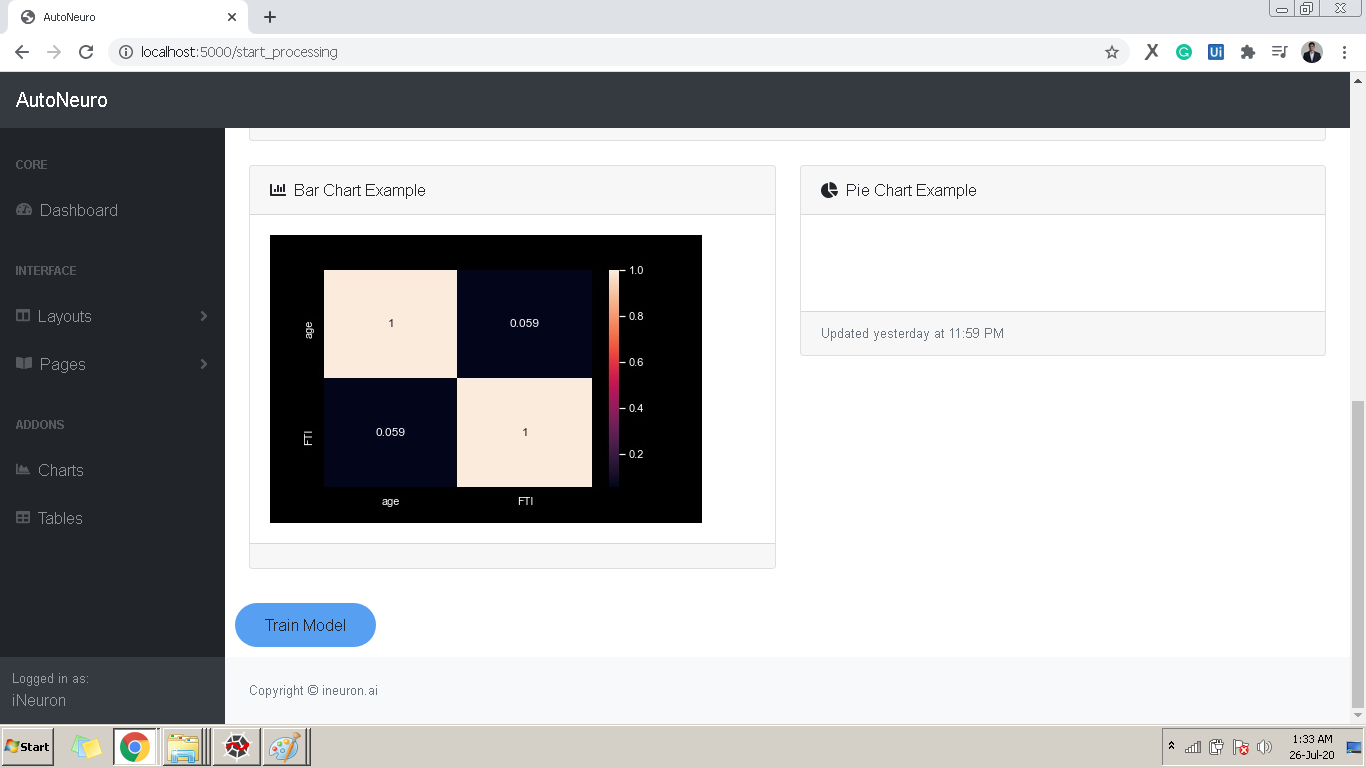 AutoNeuro
localhost:5000/start_processing
AutoNeuro
CORE
Dashboard
INTERFACE
Layouts
Pages
ADDONS
Charts
Tables
Logged in as:
iNeuron
Bar Chart Example
age
FTI
1
0.059
0.059
1
age
FTI
1.0
0.8
0.6
0.4
0.2
Pie Chart Example
Updated yesterday at 11:59 PM
Train Model
Copyright © ineuron.ai
Start
1:33 AM
26-Jul-20